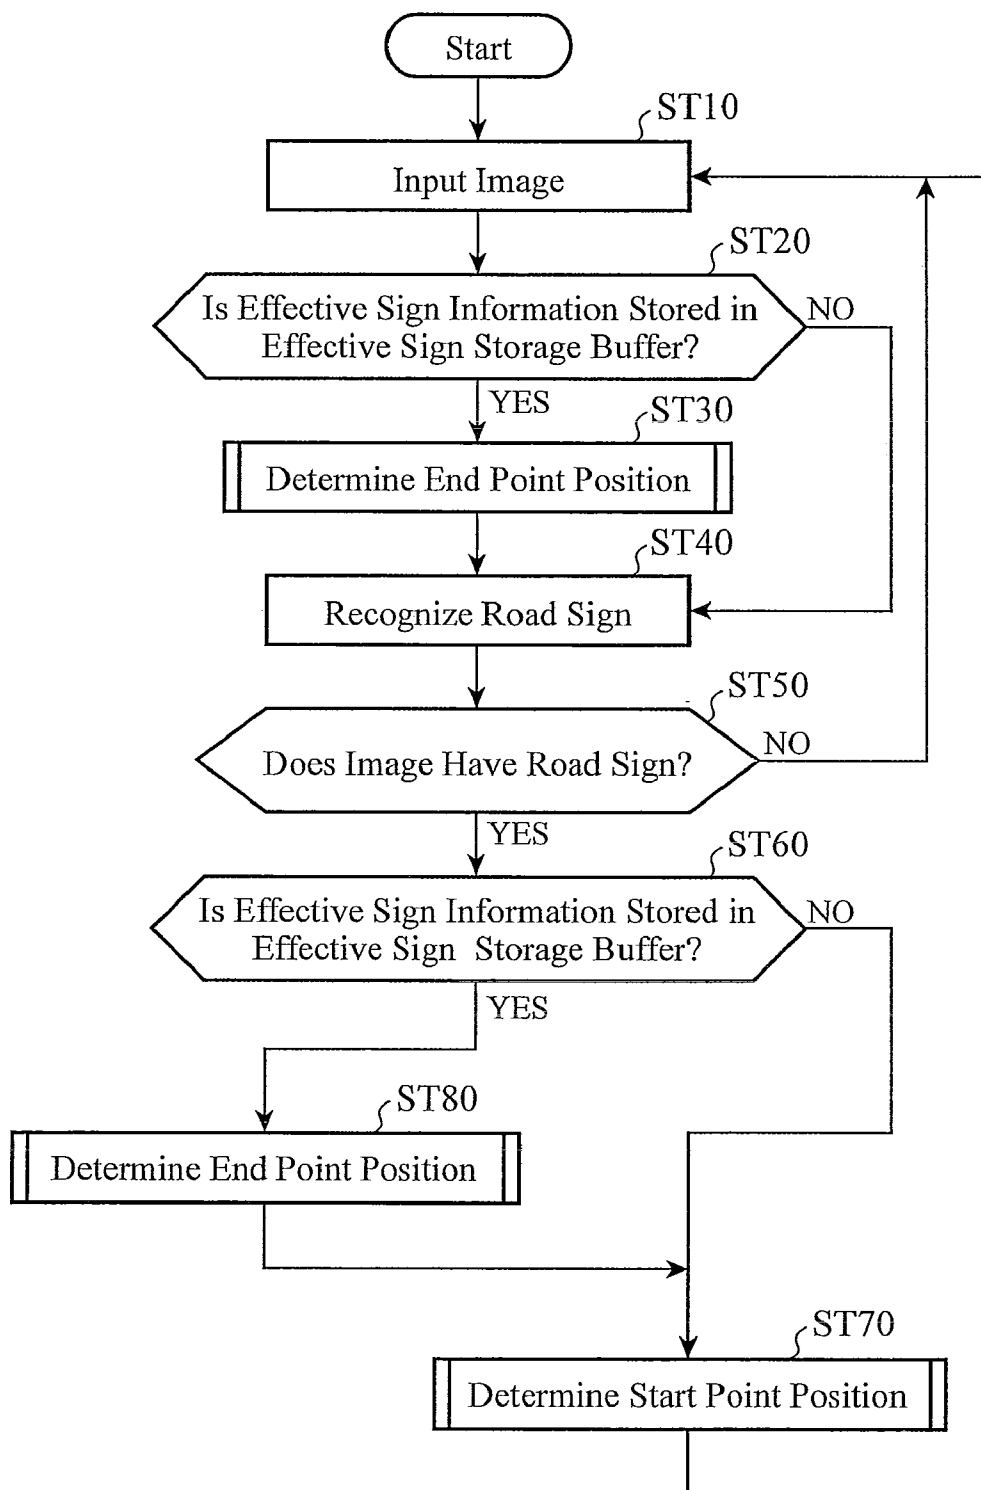 Start
ST10
Input Image
ST20
Is Effective Sign Information Stored in
Effective Sign Storage Buffer?
NO
YES
ST30
Determine End Point Position
ST40
Recognize Road Sign
ST50
Does Image Have Road Sign?
NO
YES
ST60
Is Effective Sign Information Stored in
Effective Sign Storage Buffer?
NO
YES
ST80
Determine End Point Position
ST70
Determine Start Point Position